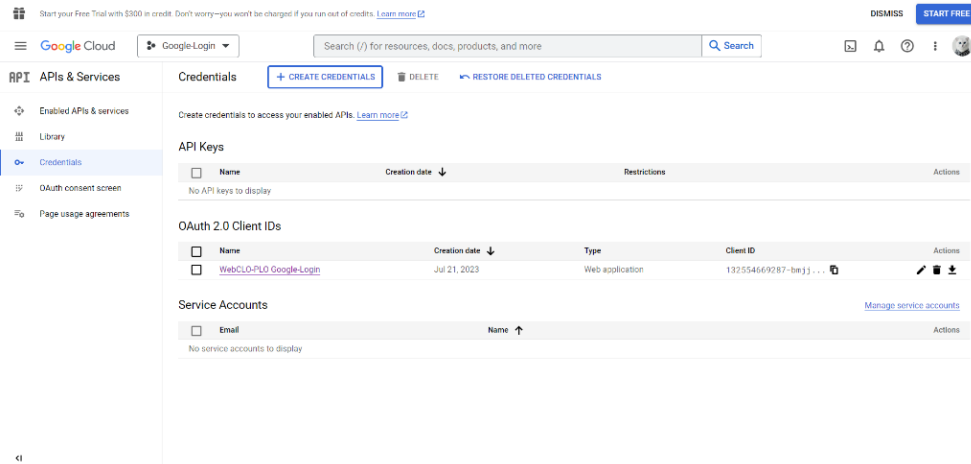 Start your Free Trial with $300 in credit. Don't worry—you won't be charged if you run out of credits. Learn more DISMISS START FREE
Google Cloud Google-Login Search (/) for resources, docs, products, and more Search
API APIs & Services Credentials + CREATE CREDENTIALS DELETE RESTORE DELETED CREDENTIALS
Enabled APIs & services
Library
Credentials
OAuth consent screen
Page usage agreements
Create credentials to access your enabled APIs. Learn more
API Keys
Name Creation date Restrictions Actions
No API keys to display
OAuth 2.0 Client IDs
Name Creation date Type Client ID Actions
WebCLO-PLO Google-Login Jul 21, 2023 Web application 132554669287-bmjj...
Service Accounts Manage service accounts
Email Name Actions
No service accounts to display